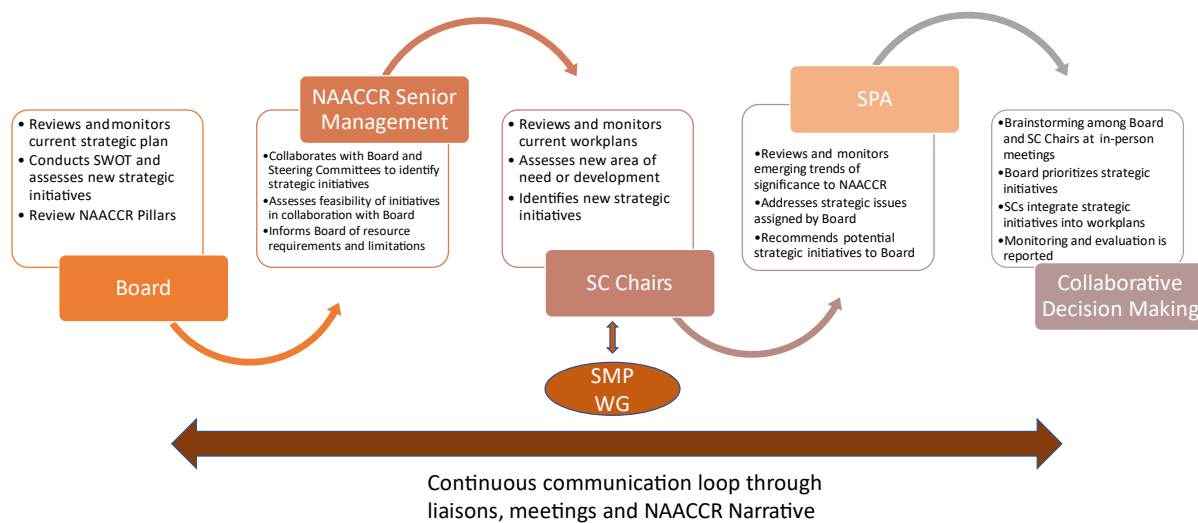 • Reviews and monitors
current strategic plan
• Conducts SWOT and
assesses new strategic
initiatives
• Review NAACCR Pillars
Board
NAACCR Senior
Management
•Collaborates with Board and
Steering Committees to identify
strategic initiatives
•Assesses feasibility of initiatives
in collaboration with Board
•Informs Board of resource
requirements and limitations
• Reviews and monitors
current workplans
• Assesses new area of
need or development
• Identifies new strategic
initiatives
SC Chairs
SMP
WG
SPA
•Reviews and monitors
emerging trends of
significance to NAACCR
•Addresses strategic issues
assigned by Board
•Recommends potential
strategic initiatives to Board
•Brainstorming among Board
and SC Chairs at in-person
meetings
•Board prioritizes strategic
initiatives
•SCs integrate strategic
initiatives into workplans
•Monitoring and evaluation is
reported
Collaborative
Decision Making
Continuous communication loop through
liaisons, meetings and NAACCR Narrative